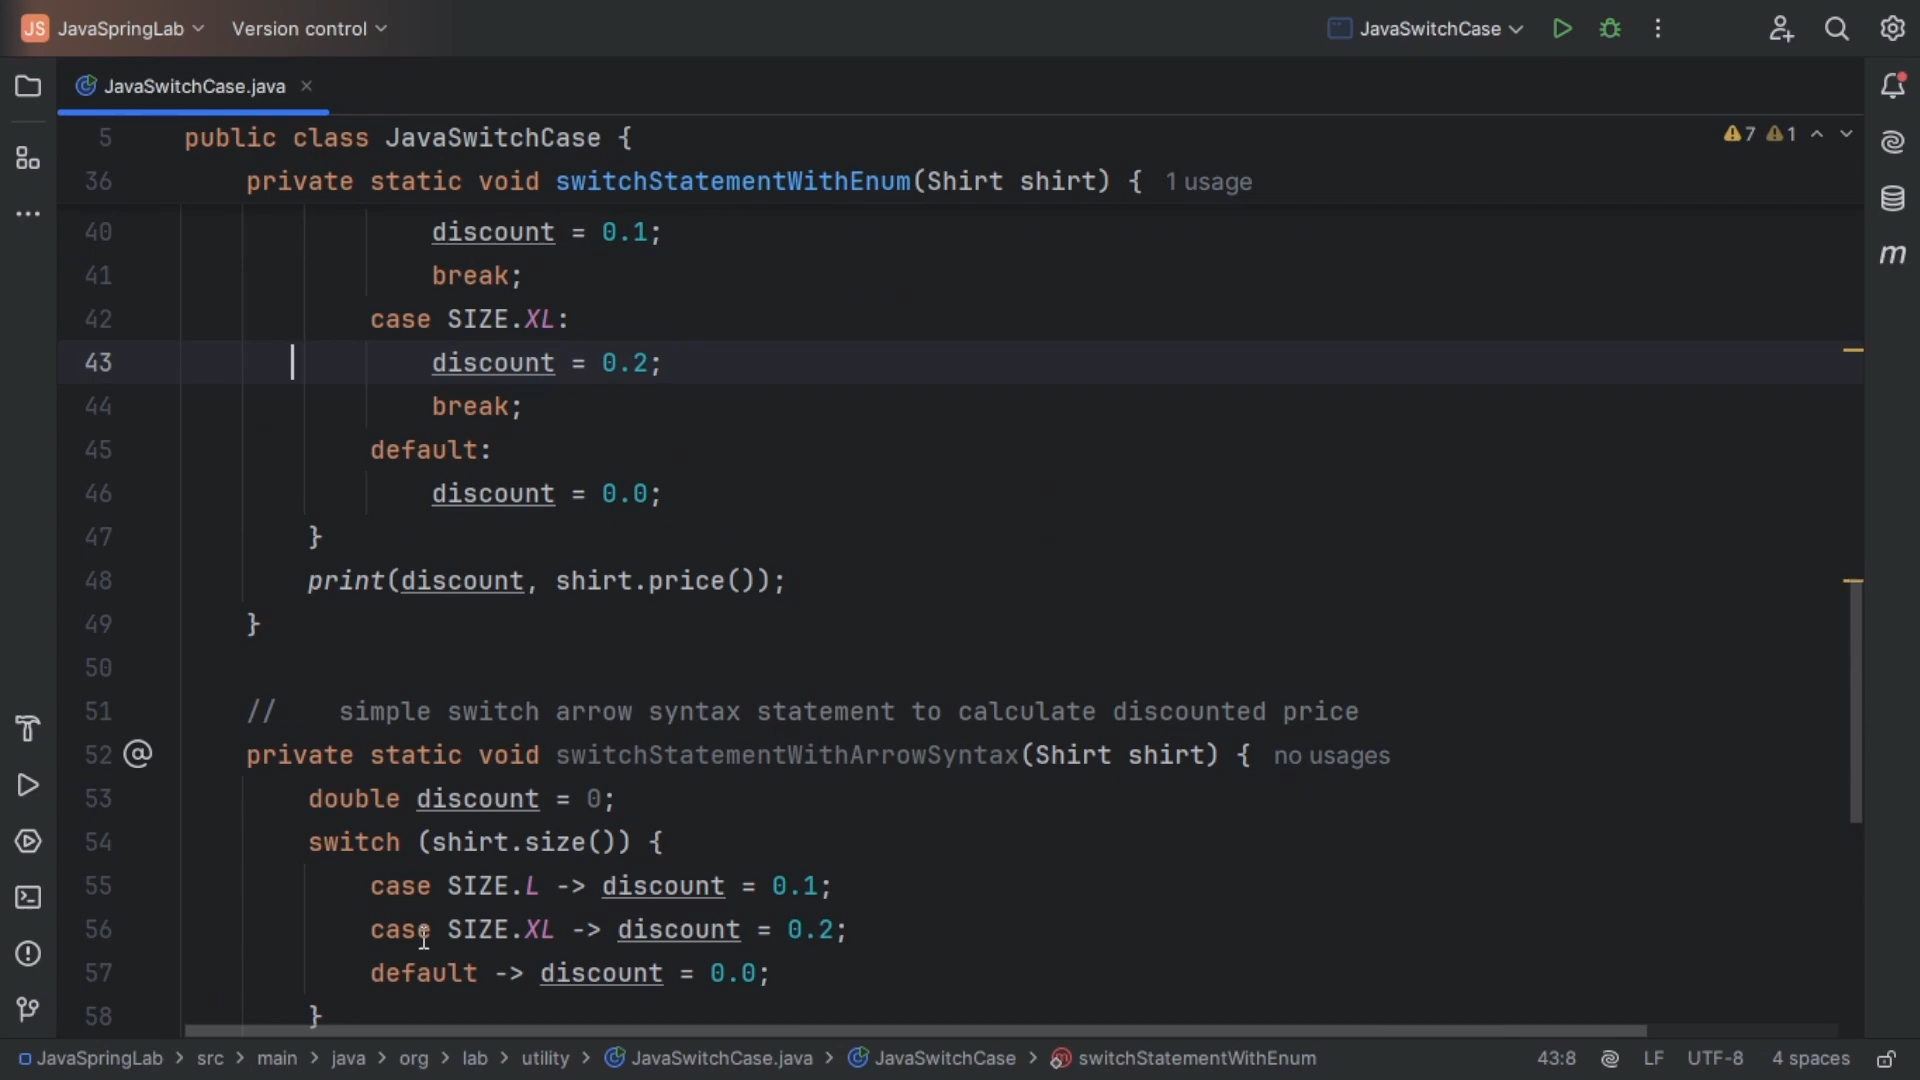 JS JavaSpringLab Version control JavaSwitchCase
JavaSwitchCase.java
5 public class JavaSwitchCase { 7 1
36 private static void switchStatementWithEnum(Shirt shirt) { 1 usage
40 discount = 0.1;
41 break;
42 case SIZE.XL:
43 discount = 0.2;
44 break;
45 default:
46 discount = 0.0;
47 }
48 print(discount, shirt.price());
49 }
50
51 // simple switch arrow syntax statement to calculate discounted price
52 @ private static void switchStatementWithArrowSyntax(Shirt shirt) { no usages
53 double discount = 0;
54 switch (shirt.size()) {
55 case SIZE.L -> discount = 0.1;
56 case SIZE.XL -> discount = 0.2;
57 default -> discount = 0.0;
58 }
JavaSpringLab > src > main > java > org > lab > utility > JavaSwitchCase.java > JavaSwitchCase > switchStatementWithEnum 43:8 LF UTF-8 4 spaces